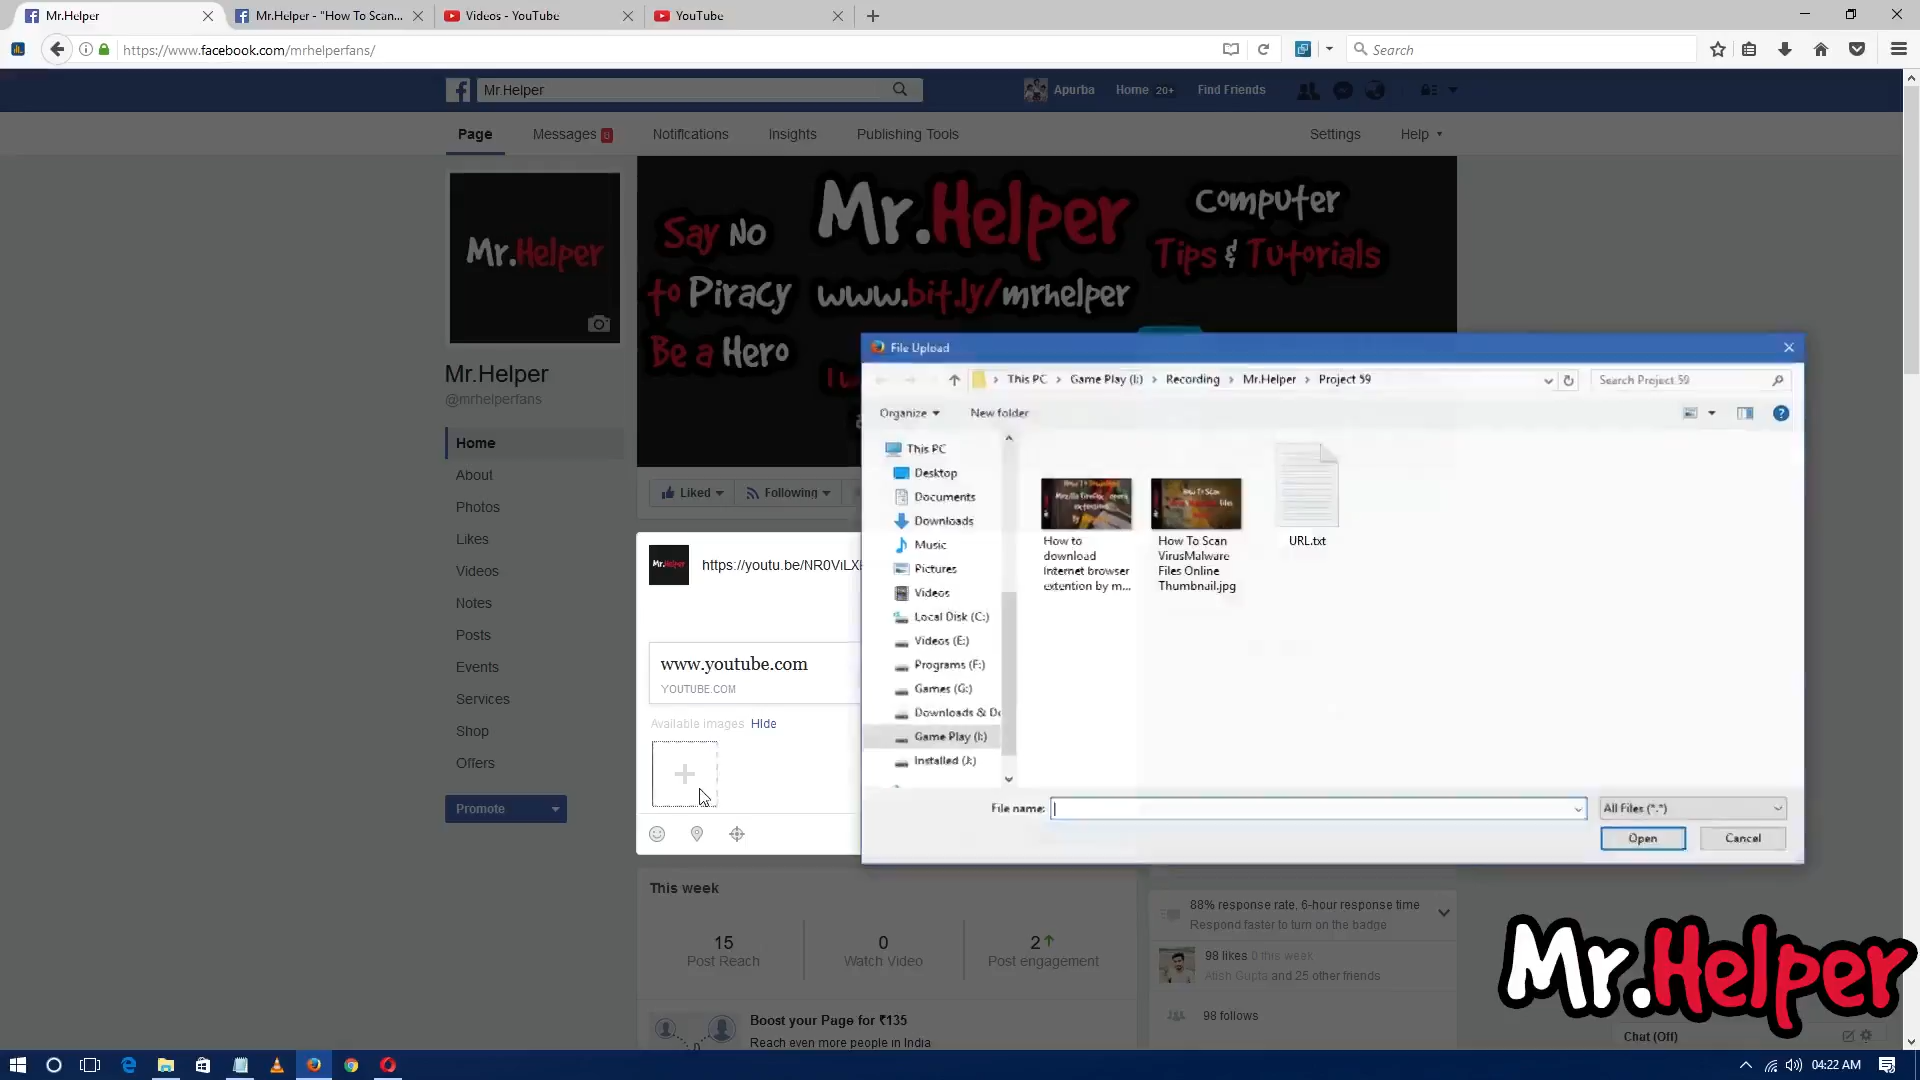 Mr.Helper
Mr.Helper - "How To Scan...
Videos - YouTube
YouTube
https://www.facebook.com/mrhelperfans/
Search
Mr.Helper
Apurba
Home 20+
Find Friends
Page
Messages
Notifications
Insights
Publishing Tools
Settings
Help
Mr.Helper
Say No
to Piracy
Be a Hero
Mr.Helper
www.bit.ly/mrhelper
Computer
Tips & Tutorials
Mr.Helper
@mrhelperfans
Home
About
Photos
Likes
Videos
Notes
Posts
Events
Services
Shop
Offers
Promote
Liked
Following
Mr.Helper
https://youtu.be/NR0ViLX
www.youtube.com
YOUTUBE.COM
Available images Hide
File Upload
This PC
Game Play (I:)
Recording
Mr.Helper
Project 59
Search Project 59
Organize
New folder
This PC
Desktop
Documents
Downloads
Music
Pictures
Videos
Local Disk (C:)
Videos (E:)
Programs (F:)
Games (G:)
Downloads & De
Game Play (I:)
Installed (J:)
How to
download
Internet browser
extention by m...
How To Scan
VirusMalware
Files Online
Thumbnail.jpg
URL.txt
File name:
All Files (*.*)
Open
Cancel
This week
15
Post Reach
0
Watch Video
2
Post engagement
Boost your Page for ₹135
Reach even more people in India
88% response rate, 6-hour response time
Respond faster to turn on the badge
98 likes 0 this week
Atish Gupta and 25 other friends
98 follows
Mr.Helper
Chat (Off)
04:22 AM